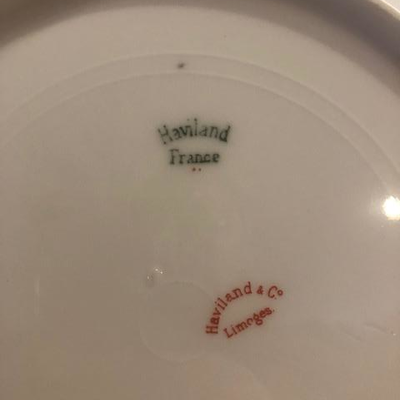 Haviland
France
Haviland & Co.
Limoges.